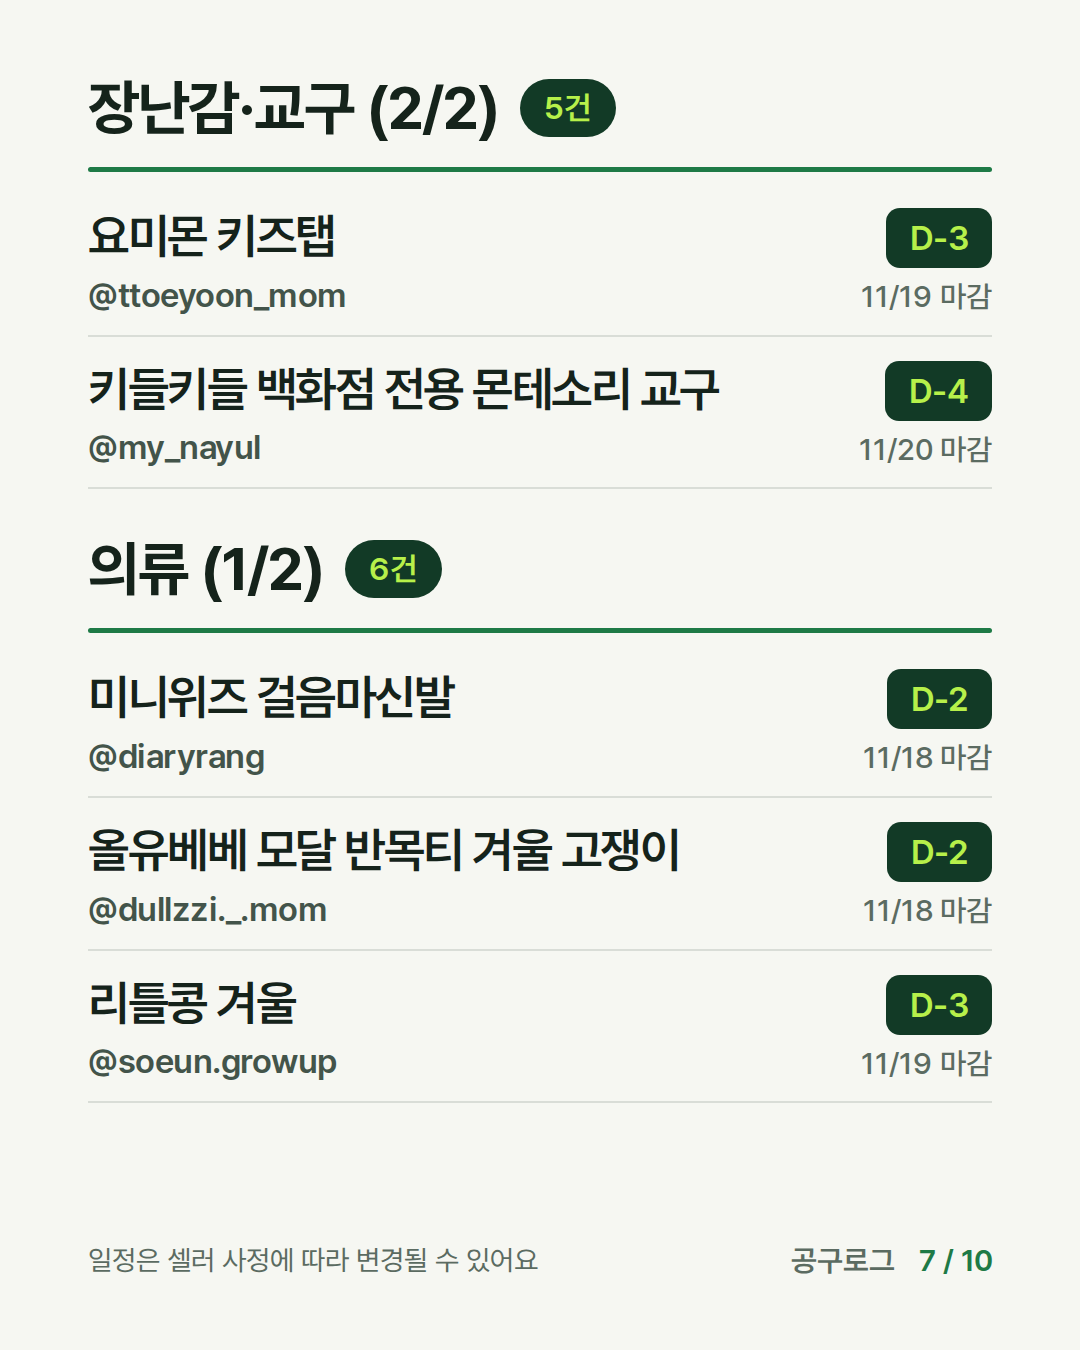 장난감·교구 (2/2) 5건
요미몬 키즈탭 D-3
@ttoeyoon_mom 11/19 마감
키들키들 백화점 전용 몬테소리 교구 D-4
@my_nayul 11/20 마감
의류 (1/2) 6건
미니위즈 걸음마신발 D-2
@diaryrang 11/18 마감
올유베베 모달 반목티 겨울 고쟁이 D-2
@dullzzi._.mom 11/18 마감
리틀콩 겨울 D-3
@soeun.growup 11/19 마감
일정은 셀러 사정에 따라 변경될 수 있어요 공구로그 7 / 10